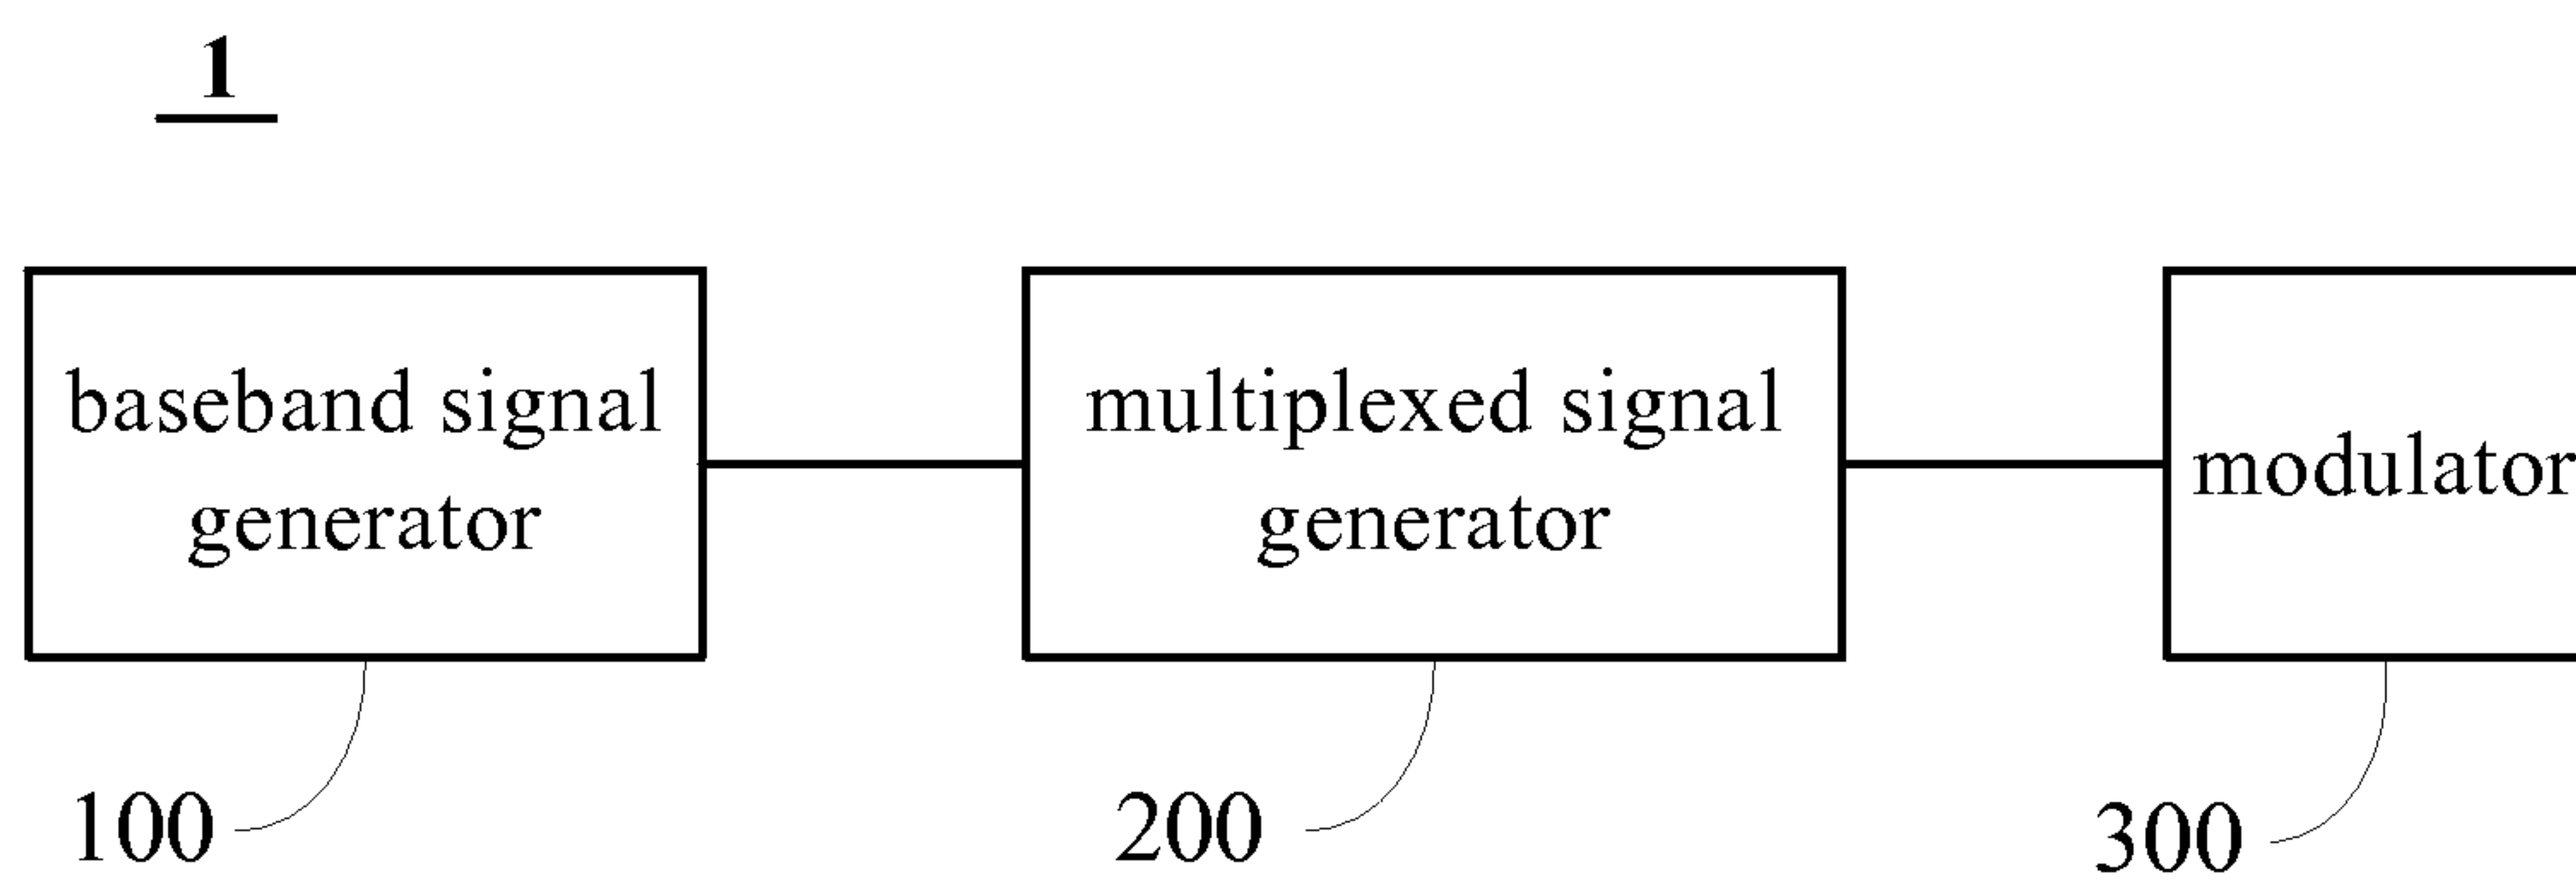 1
baseband signal
generator
multiplexed signal
generator
modulator
100
200
300